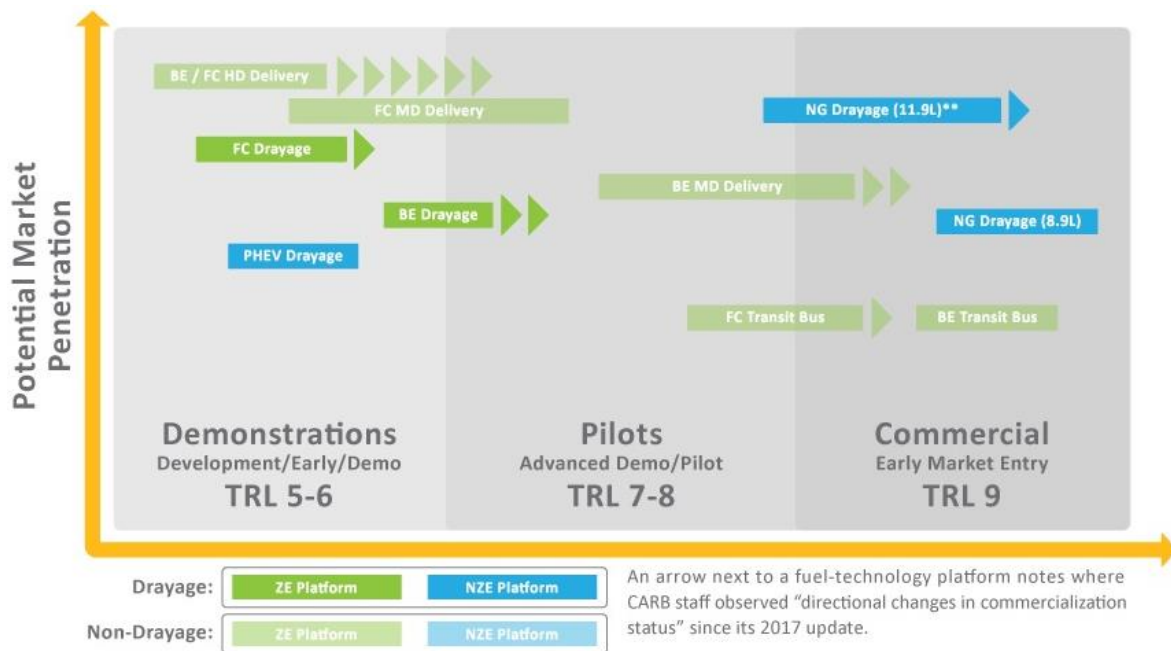 Potential Market
Penetration
BE / FC HD Delivery
FC MD Delivery
NG Drayage (11.9L)**
FC Drayage
BE MD Delivery
BE Drayage
NG Drayage (8.9L)
PHEV Drayage
FC Transit Bus
BE Transit Bus
Demonstrations
Development/Early/Demo
TRL 5-6
Pilots
Advanced Demo/Pilot
TRL 7-8
Commercial
Early Market Entry
TRL 9
Drayage:
ZE Platform
NZE Platform
Non-Drayage:
ZE Platform
NZE Platform
An arrow next to a fuel-technology platform notes where
CARB staff observed “directional changes in commercialization
status” since its 2017 update.